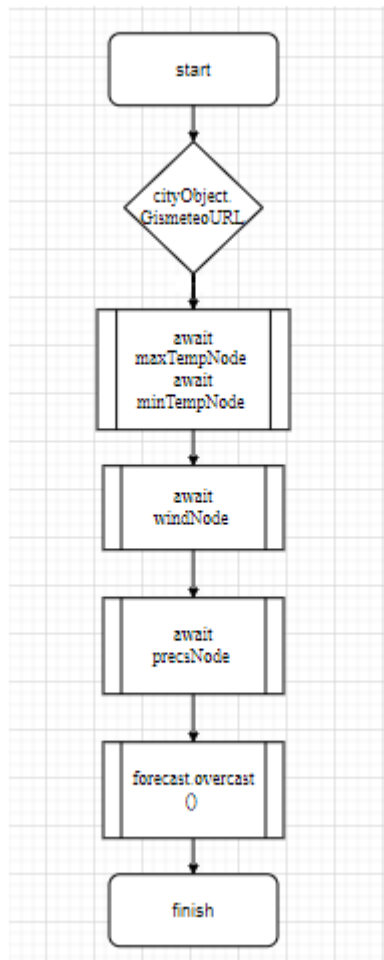 start
cityObject.
GismeteoURL
await
maxTempNode
await
minTempNode
await
windNode
await
precsNode
forecast.overcast
()
finish